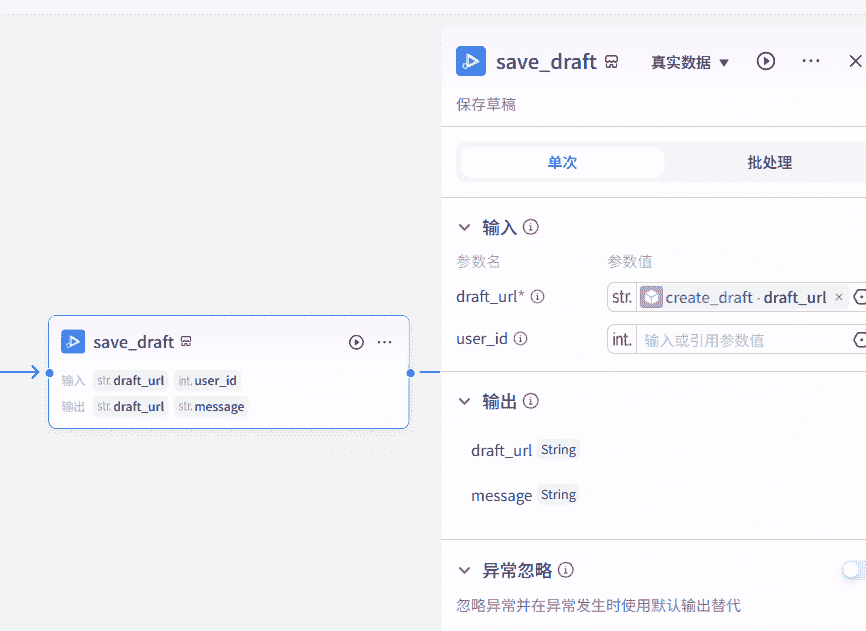 save_draft
真实数据
保存草稿
单次
批处理
输入
参数名
参数值
draft_url*
str.
create_draft - draft_url
user_id
int.
输入或引用参数值
输出
draft_url String
message String
异常忽略
忽略异常并在异常发生时使用默认输出替代
save_draft
输入 str. draft_url int. user_id
输出 str. draft_url str. message